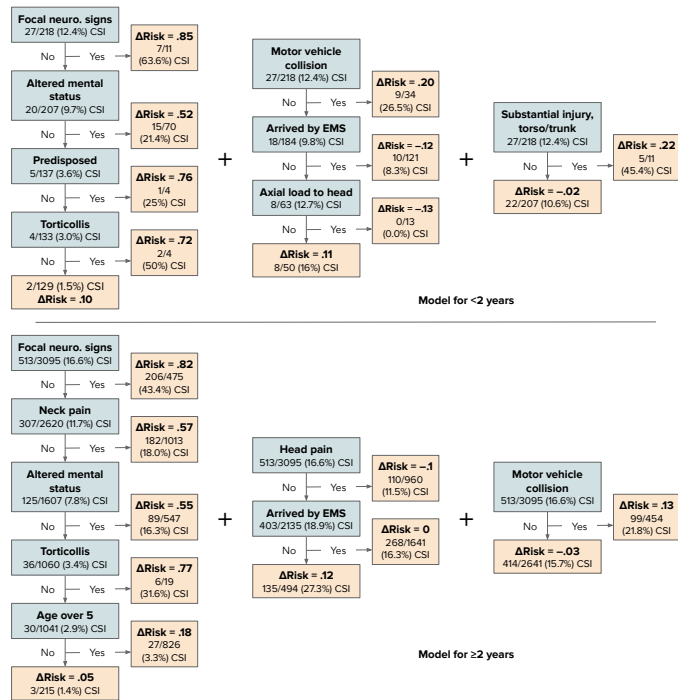 Focal neuro. signs
27/218 (12.4%) CSI
No
Yes
ΔRisk = .85
7/11
(63.6%) CSI
Altered mental
status
20/207 (9.7%) CSI
No
Yes
ΔRisk = .52
15/70
(21.4%) CSI
Predisposed
5/137 (3.6%) CSI
No
Yes
ΔRisk = .76
1/4
(25%) CSI
Torticollis
4/133 (3.0%) CSI
No
Yes
ΔRisk = .72
2/4
(50%) CSI
2/129 (1.5%) CSI
ΔRisk = .10
+
Motor vehicle
collision
27/218 (12.4%) CSI
No
Yes
ΔRisk = .20
9/34
(26.5%) CSI
Arrived by EMS
18/184 (9.8%) CSI
No
Yes
ΔRisk = –.12
10/121
(8.3%) CSI
Axial load to head
8/63 (12.7%) CSI
No
Yes
ΔRisk = –.13
0/13
(0.0%) CSI
ΔRisk = .11
8/50 (16%) CSI
+
Substantial injury,
torso/trunk
27/218 (12.4%) CSI
No
Yes
ΔRisk = .22
5/11
(45.4%) CSI
ΔRisk = –.02
22/207 (10.6%) CSI
Model for <2 years
Focal neuro. signs
513/3095 (16.6%) CSI
No
Yes
ΔRisk = .82
206/475
(43.4%) CSI
Neck pain
307/2620 (11.7%) CSI
No
Yes
ΔRisk = .57
182/1013
(18.0%) CSI
Altered mental
status
125/1607 (7.8%) CSI
No
Yes
ΔRisk = .55
89/547
(16.3%) CSI
Torticollis
36/1060 (3.4%) CSI
No
Yes
ΔRisk = .77
6/19
(31.6%) CSI
Age over 5
30/1041 (2.9%) CSI
No
Yes
ΔRisk = .18
27/826
(3.3%) CSI
ΔRisk = .05
3/215 (1.4%) CSI
+
Head pain
513/3095 (16.6%) CSI
No
Yes
ΔRisk = –.1
110/960
(11.5%) CSI
Arrived by EMS
403/2135 (18.9%) CSI
No
Yes
ΔRisk = 0
268/1641
(16.3%) CSI
ΔRisk = .12
135/494 (27.3%) CSI
+
Motor vehicle
collision
513/3095 (16.6%) CSI
No
Yes
ΔRisk = .13
99/454
(21.8%) CSI
ΔRisk = –.03
414/2641 (15.7%) CSI
Model for ≥2 years